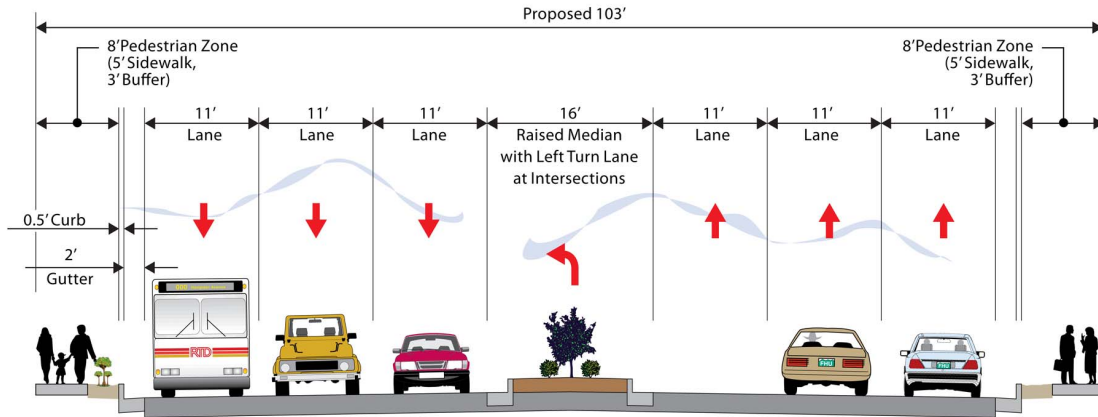 Proposed 103’
8’Pedestrian Zone
(5’Sidewalk,
3’Buffer)
8’Pedestrian Zone
(5’Sidewalk,
3’Buffer)
11’
Lane
11’
Lane
11’
Lane
16’
Raised Median
with Left Turn Lane
at Intersections
11’
Lane
11’
Lane
11’
Lane
0.5’ Curb
2’
Gutter
RTD
FHU
FHU